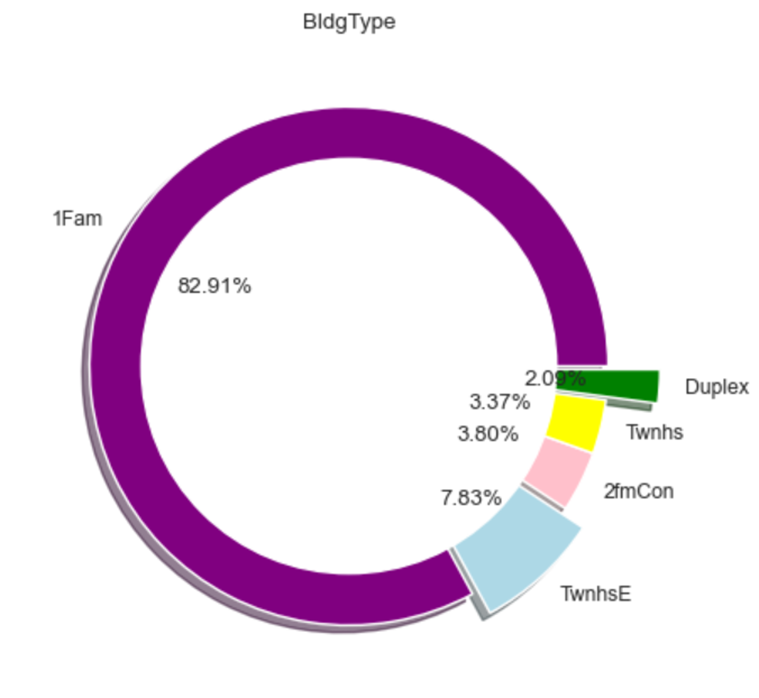 BldgType
1Fam
82.91%
2.09%
Duplex
3.37%
Twnhs
3.80%
2fmCon
7.83%
TwnhsE